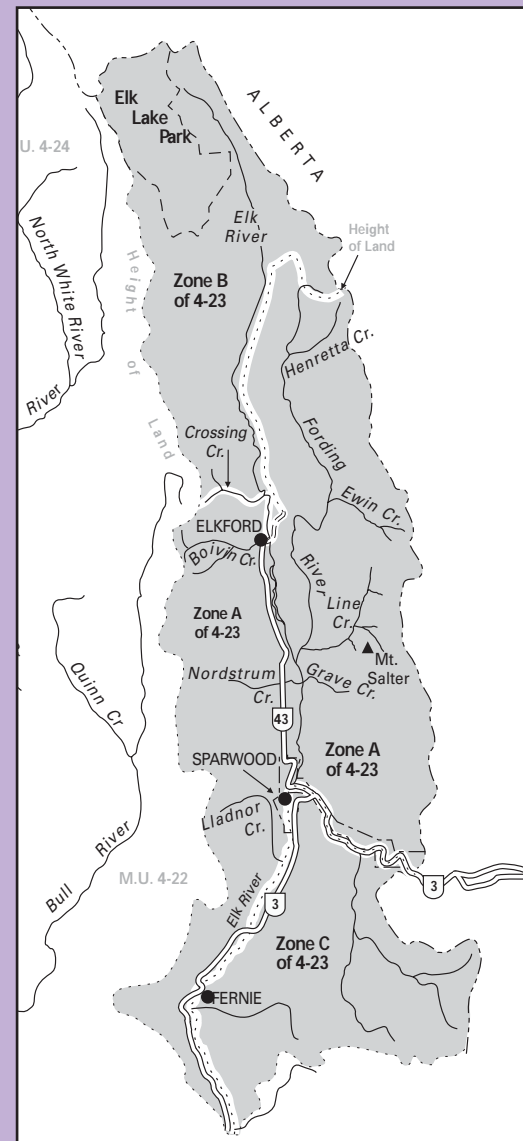 Elk
Lake
Park
ALBERTA
U. 4-24
North White River
River
Elk
River
Height
of Land
Zone B
of 4-23
Height of Land
Henretta Cr.
Crossing
Cr.
Fording
River
Ewin Cr.
ELKFORD
Boivin Cr.
Line
Cr.
Zone A
of 4-23
Mt.
Salter
Nordstrum
Cr.
Grave Cr.
Quinn Cr
43
Zone A
of 4-23
SPARWOOD
Lladnor
Cr.
Bull River
M.U. 4-22
Elk River
3
3
Zone C
of 4-23
FERNIE